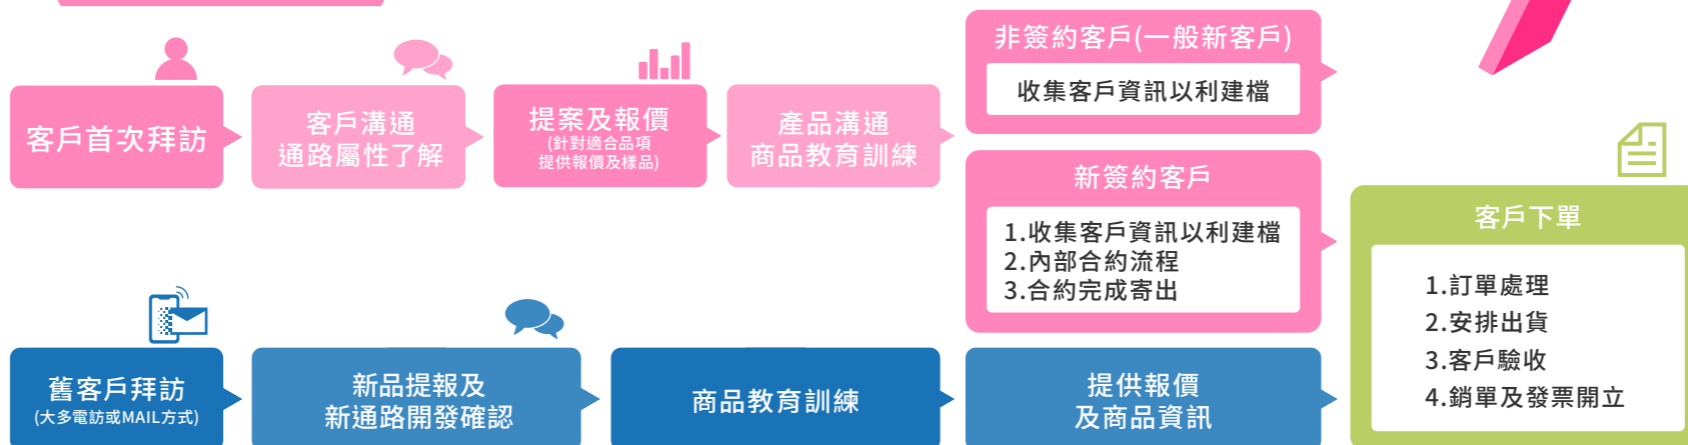 客戶首次拜訪
客戶溝通
通路屬性了解
提案及報價
(針對適合品項
提供報價及樣品)
產品溝通
商品教育訓練
非簽約客戶(一般新客戶)
收集客戶資訊以利建檔
新簽約客戶
1.收集客戶資訊以利建檔
2.內部合約流程
3.合約完成寄出
舊客戶拜訪
(大多電訪或MAIL方式)
新品提報及
新通路開發確認
商品教育訓練
提供報價
及商品資訊
客戶下單
1.訂單處理
2.安排出貨
3.客戶驗收
4.銷單及發票開立